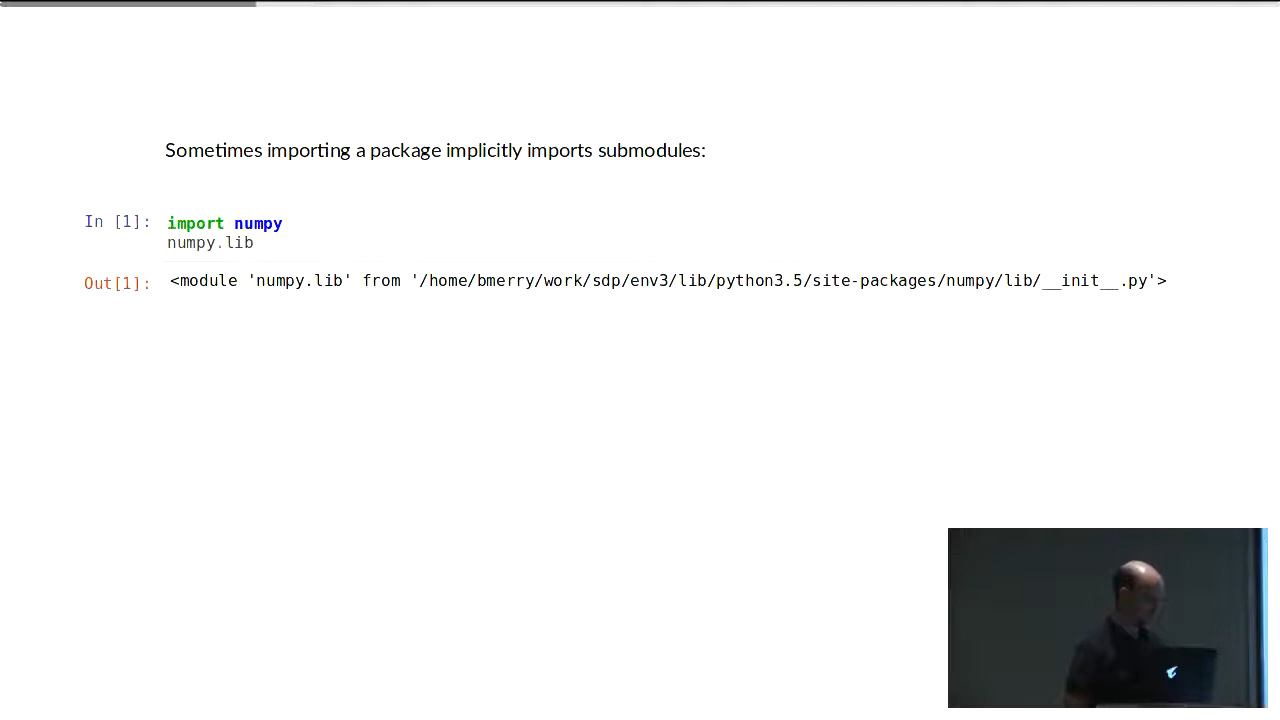 Sometimes importing a package implicitly imports submodules:
In [1]: import numpy
numpy.lib
Out[1]: <module 'numpy.lib' from '/home/bmerry/work/sdp/env3/lib/python3.5/site-packages/numpy/lib/__init__.py'>